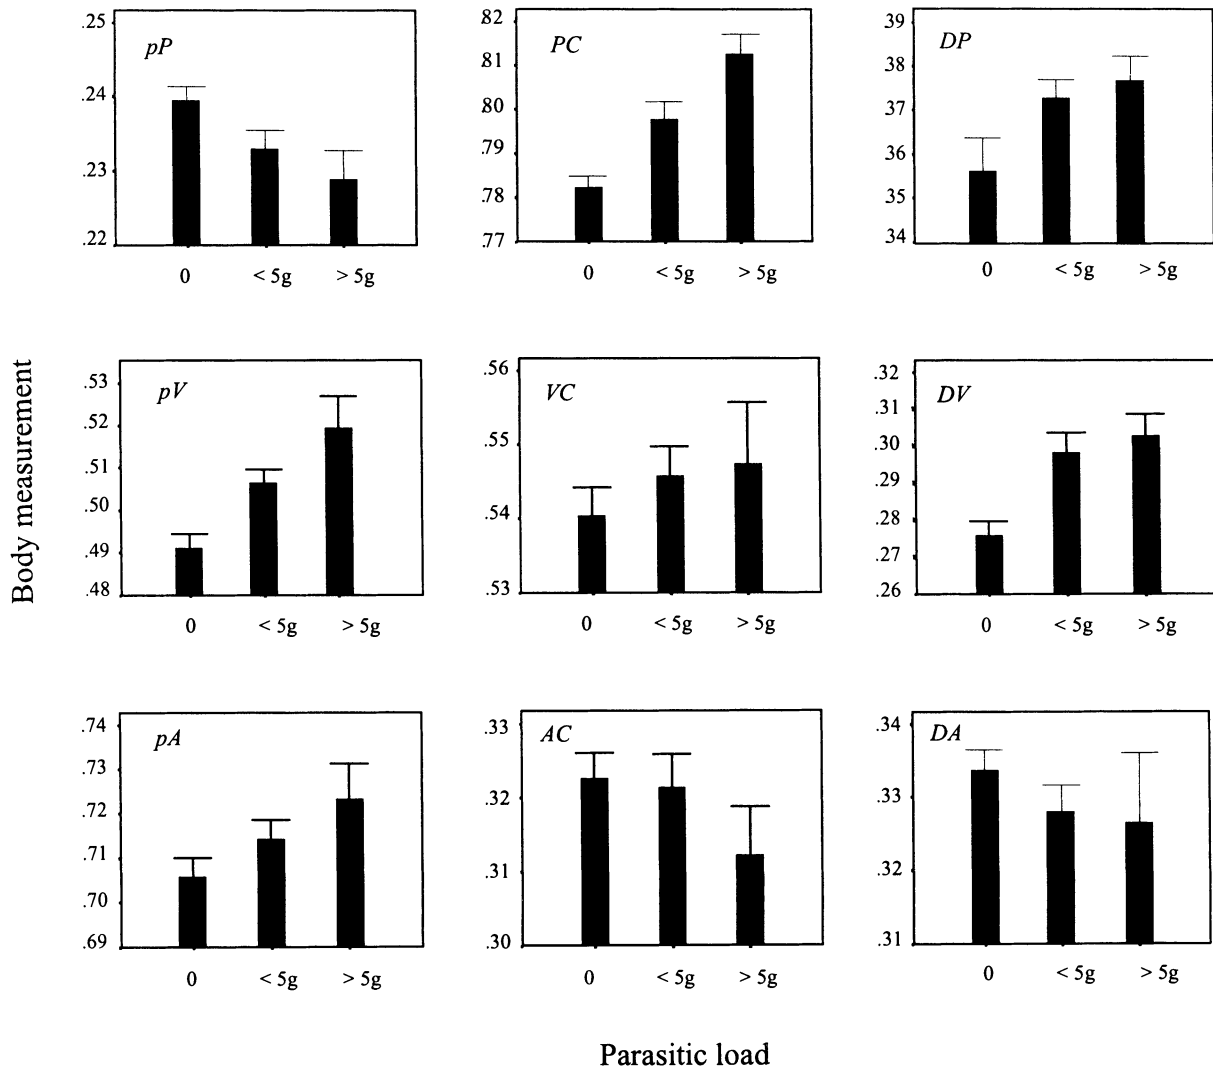 .25
pP
.24
.23
.22
0
< 5g
> 5g
82
PC
.81
.80
.79
.78
.77
0
< 5g
> 5g
39
DP
.38
.37
.36
.35
.34
0
< 5g
> 5g
Body measurement
.53
pV
.52
.51
.50
.49
.48
0
< 5g
> 5g
.56
VC
.55
.54
.53
0
< 5g
> 5g
.32
DV
.31
.30
.29
.28
.27
.26
0
< 5g
> 5g
.74
pA
.73
.72
.71
.70
.69
0
< 5g
> 5g
.33
AC
.32
.31
.30
0
< 5g
> 5g
.34
DA
.33
.32
.31
0
< 5g
> 5g
Parasitic load